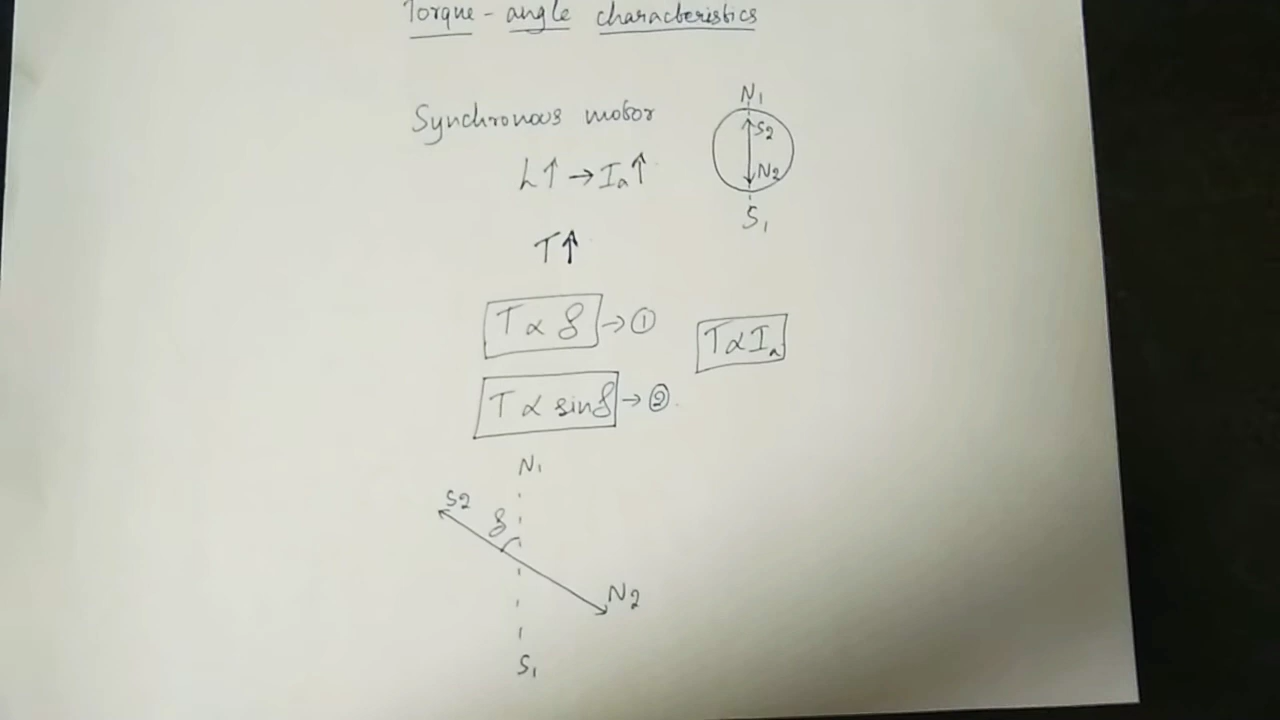 Torque - angle characteristics
Synchronous motor
L↑ → Ia↑
T↑
N1
S2
N2
S1
T ∝ δ → ①
T ∝ Ia
T ∝ sinδ → ②
N1
S2
δ
N2
S1